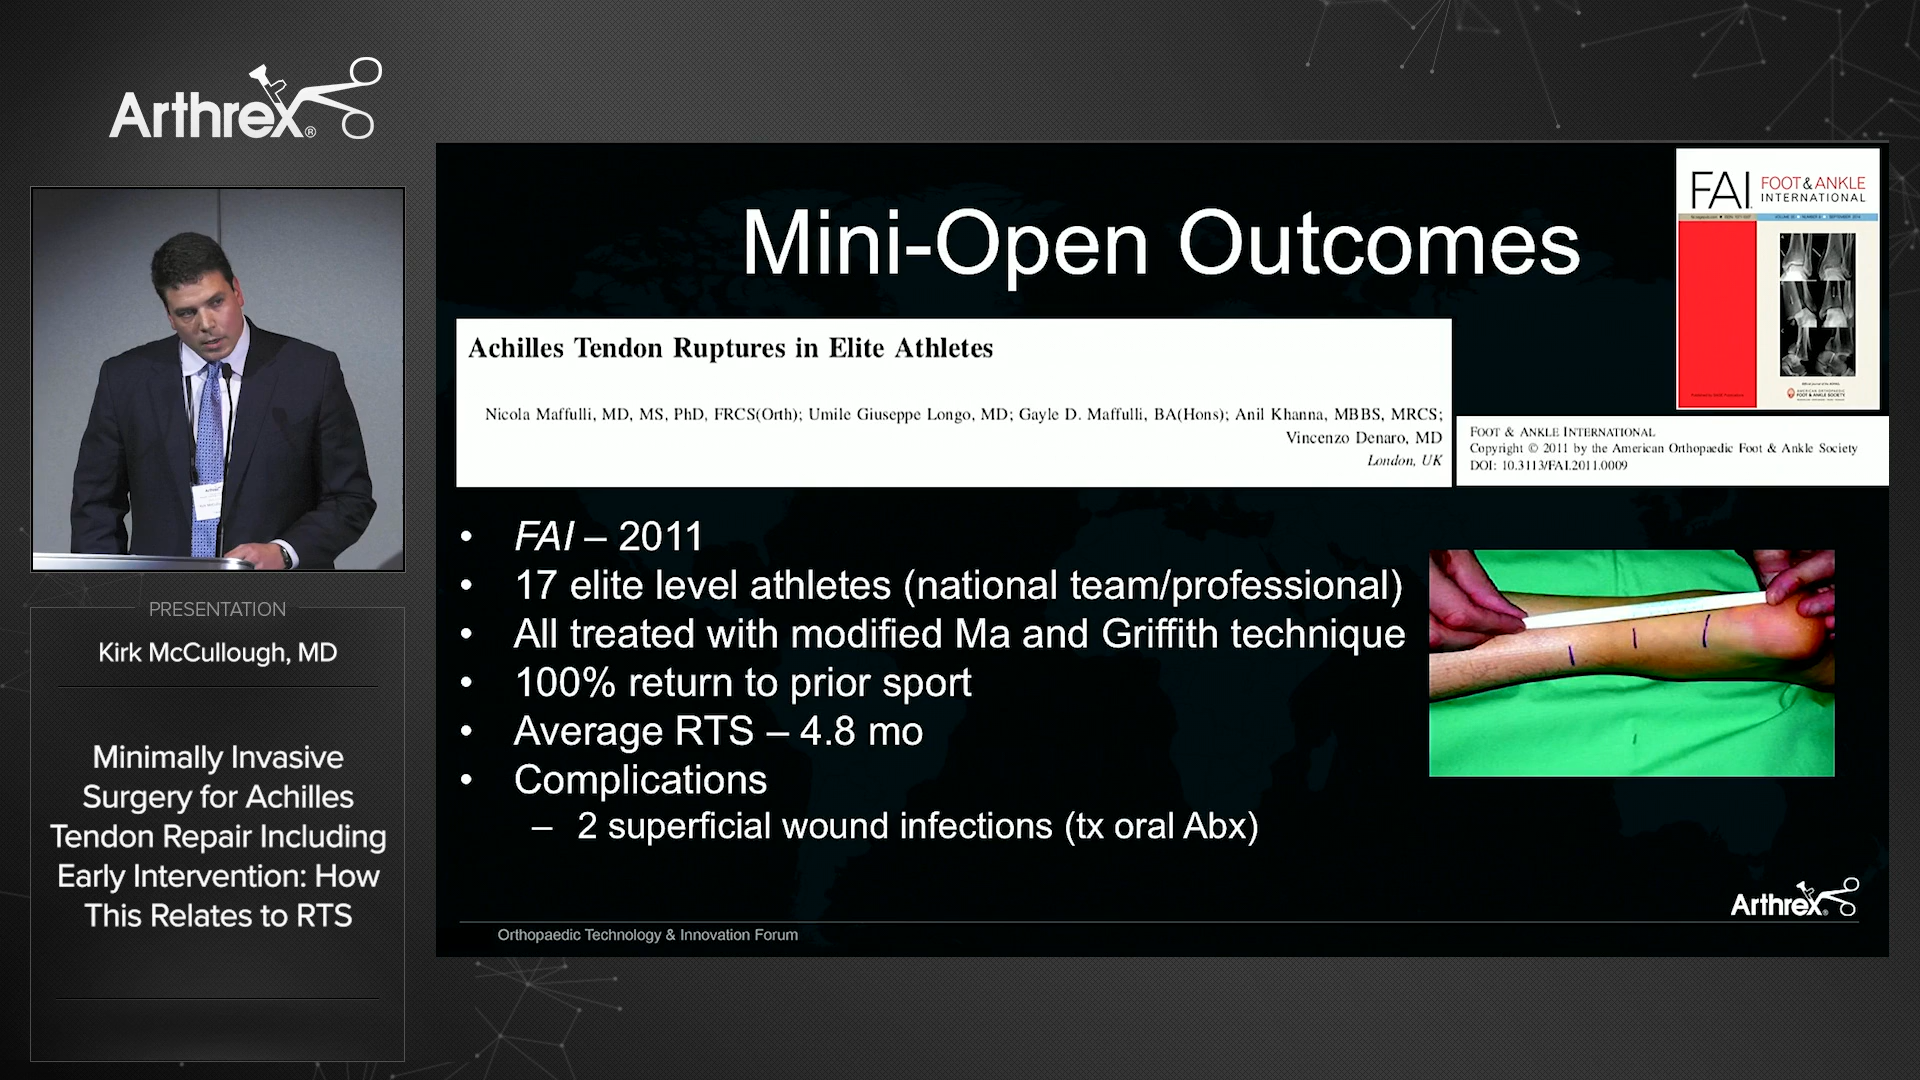 Arthrex®
PRESENTATION
Kirk McCullough, MD
Minimally Invasive
Surgery for Achilles
Tendon Repair Including
Early Intervention: How
This Relates to RTS
Mini-Open Outcomes
FAI FOOT & ANKLE
INTERNATIONAL
AMERICAN ORTHOPAEDIC
FOOT & ANKLE SOCIETY
Achilles Tendon Ruptures in Elite Athletes
Nicola Maffulli, MD, MS, PhD, FRCS(Orth); Umile Giuseppe Longo, MD; Gayle D. Maffulli, BA(Hons); Anil Khanna, MBBS, MRCS;
Vincenzo Denaro, MD
London, UK
FOOT & ANKLE INTERNATIONAL
Copyright © 2011 by the American Orthopaedic Foot & Ankle Society
DOI: 10.3113/FAI.2011.0009
• FAI – 2011
• 17 elite level athletes (national team/professional)
• All treated with modified Ma and Griffith technique
• 100% return to prior sport
• Average RTS – 4.8 mo
• Complications
– 2 superficial wound infections (tx oral Abx)
Arthrex®
Orthopaedic Technology & Innovation Forum